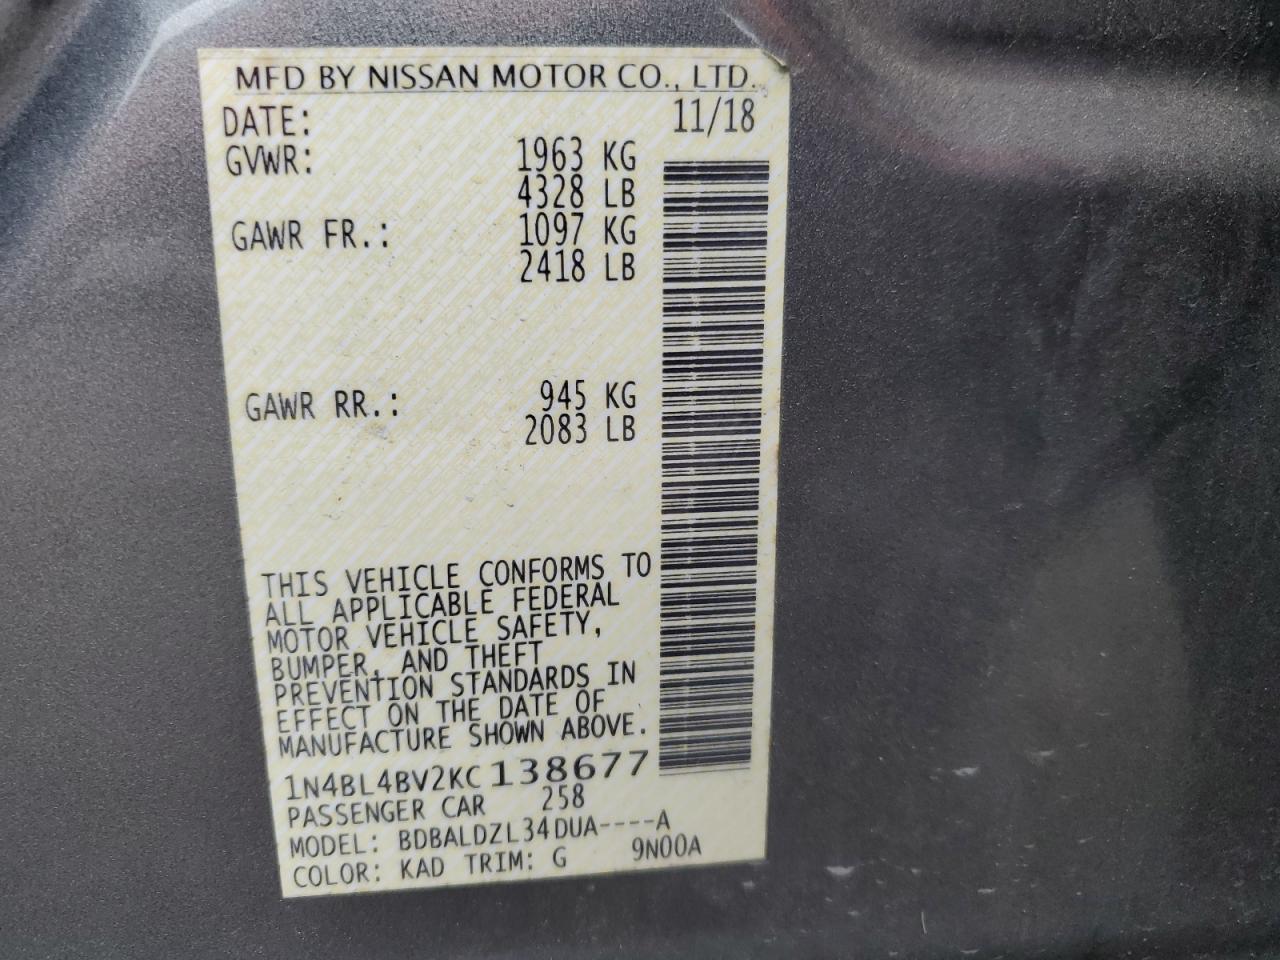 MFD BY NISSAN MOTOR CO., LTD.
DATE: 11/18
GVWR: 1963 KG
4328 LB
GAWR FR.: 1097 KG
2418 LB
GAWR RR.: 945 KG
2083 LB
THIS VEHICLE CONFORMS TO
ALL APPLICABLE FEDERAL
MOTOR VEHICLE SAFETY,
BUMPER, AND THEFT
PREVENTION STANDARDS IN
EFFECT ON THE DATE OF
MANUFACTURE SHOWN ABOVE.
1N4BL4BV2KC138677
PASSENGER CAR 258
MODEL: BDBALDZL34DUA----A
COLOR: KAD TRIM: G 9N00A